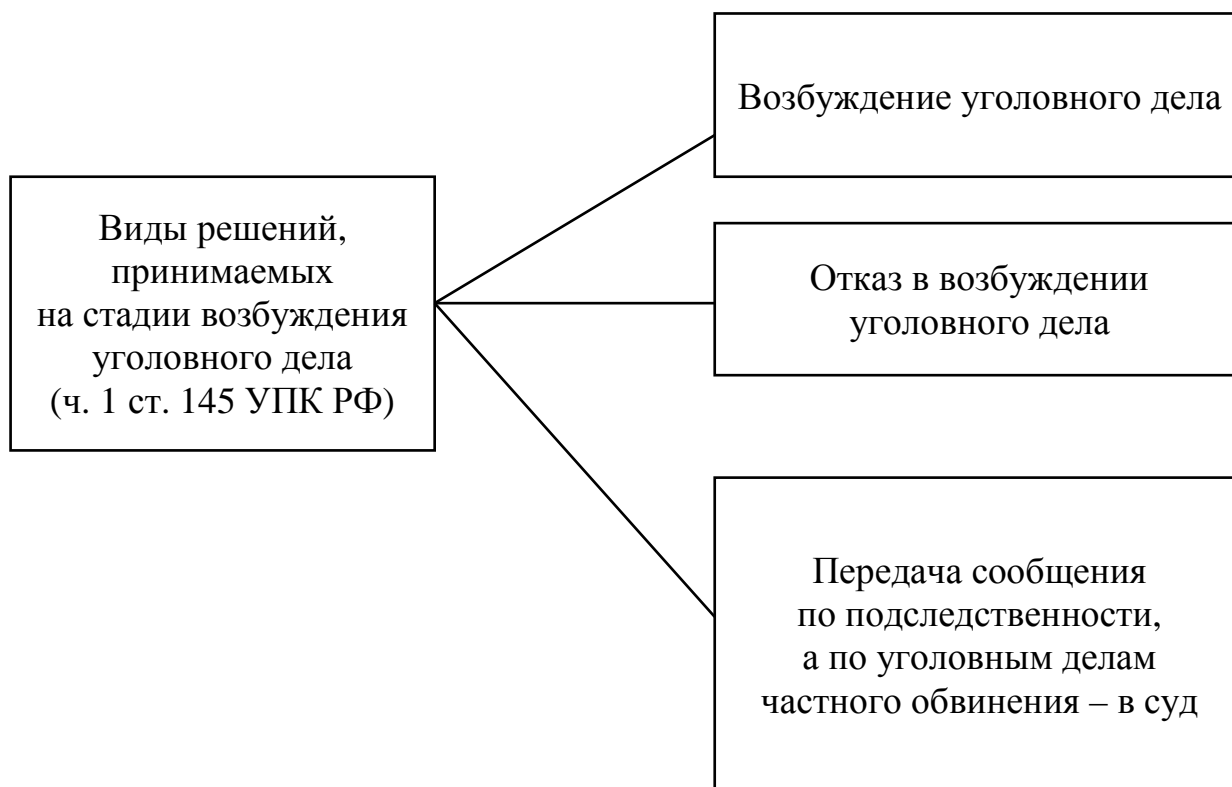 Виды решений,
принимаемых
на стадии возбуждения
уголовного дела
(ч. 1 ст. 145 УПК РФ)
Возбуждение уголовного дела
Отказ в возбуждении
уголовного дела
Передача сообщения
по подследственности,
а по уголовным делам
частного обвинения – в суд